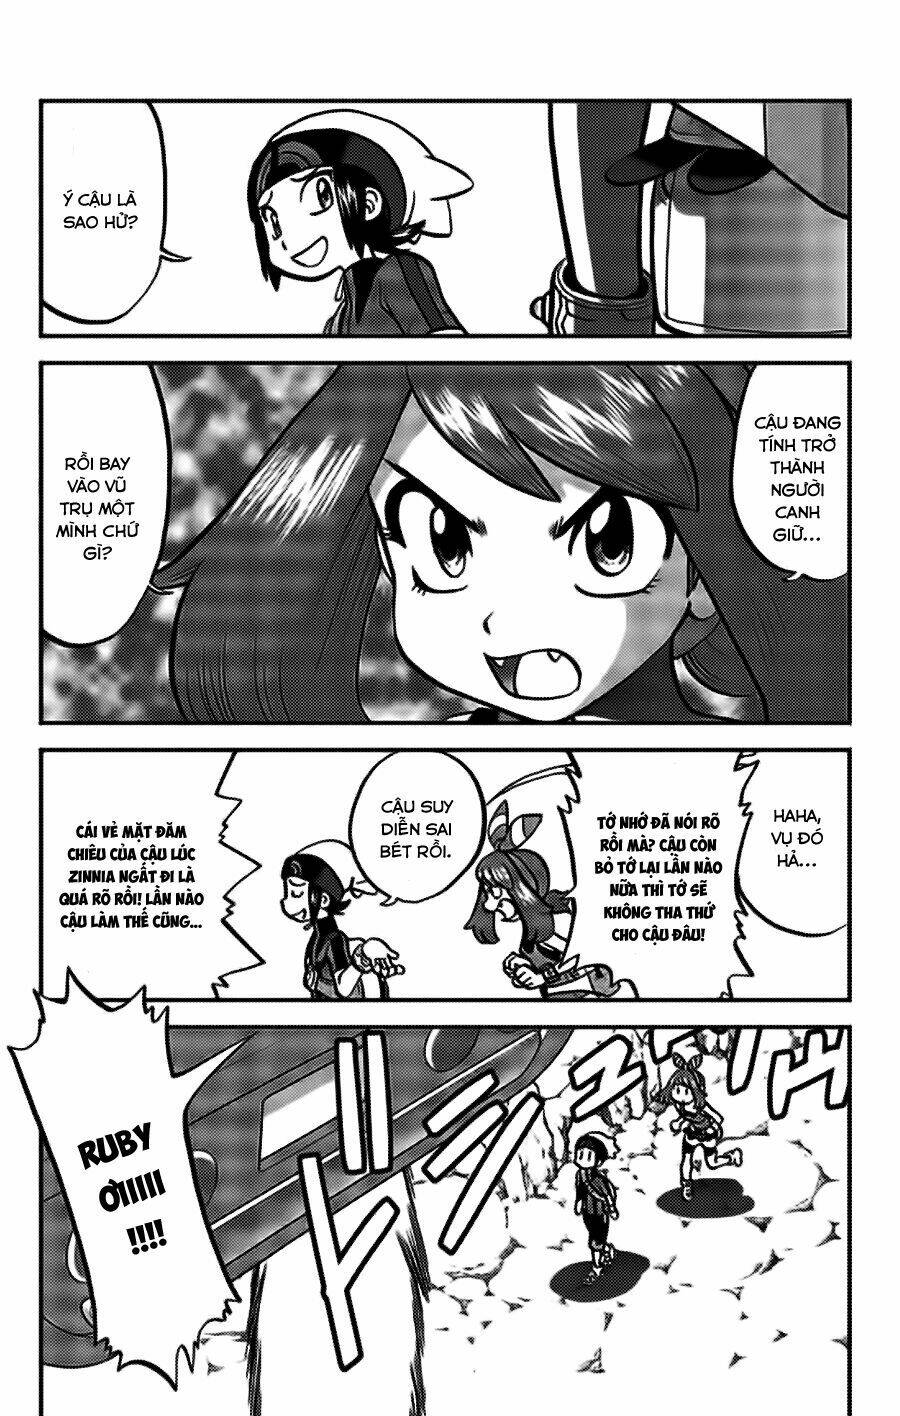 Ý CẬU LÀ
SAO HỬ?
CẬU ĐANG
TÍNH TRỞ
THÀNH
NGƯỜI
CANH
GIỮ...
RỒI BAY
VÀO VŨ
TRỤ MỘT
MÌNH CHỨ
GÌ?
HAHA,
VỤ ĐÓ
HẢ...
TỚ NHỚ ĐÃ NÓI RÕ
RỒI MÀ? CẬU CÒN
BỎ TỚ LẠI LẦN NÀO
NỮA THÌ TỚ SẼ
KHÔNG THA THỨ
CHO CẬU ĐÂU!
CẬU SUY
DIỄN SAI
BÉT RỒI.
CÁI VẺ MẶT ĐĂM
CHIÊU CỦA CẬU LÚC
ZINNIA NGẤT ĐI LÀ
QUÁ RÕ RỒI! LẦN NÀO
CẬU LÀM THẾ CŨNG...
RUBY
ƠIIIII
!!!!